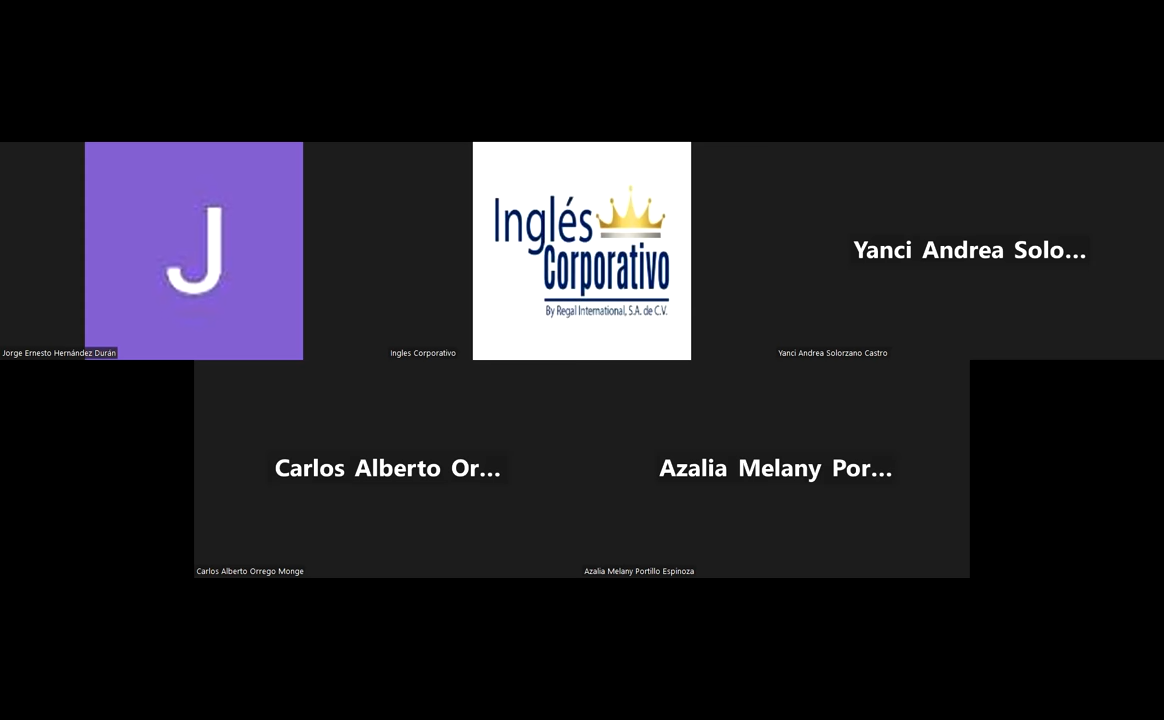 J
Jorge Ernesto Hernández Durán
Inglés
Corporativo
By Regal International, S.A. de C.V.
Ingles Corporativo
Yanci Andrea Solo...
Yanci Andrea Solorzano Castro
Carlos Alberto Or...
Carlos Alberto Orrego Monge
Azalia Melany Por...
Azalia Melany Portillo Espinoza